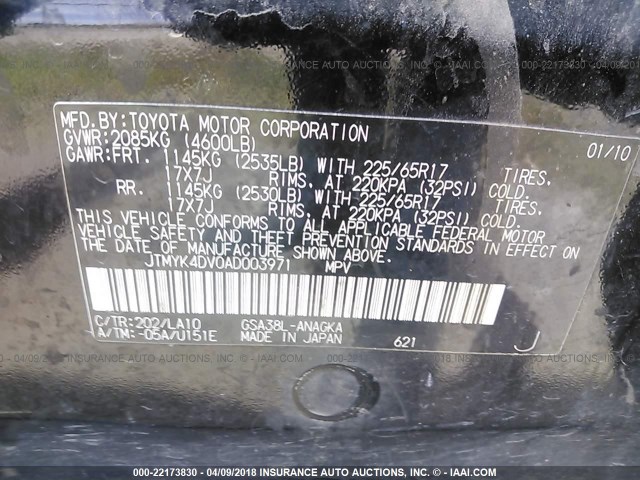 MFD. BY: TOYOTA MOTOR CORPORATION 01/10
GVWR: 2085KG (4600LB)
GAWR: FRT. 1145KG (2535LB) WITH 225/65R17 TIRES,
17X7J RIMS, AT 220KPA (32PSI) COLD.
RR. 1145KG (2530LB) WITH 225/65R17 TIRES,
17X7J RIMS, AT 220KPA (32PSI) COLD.
THIS VEHICLE CONFORMS TO ALL APPLICABLE FEDERAL MOTOR
VEHICLE SAFETY AND THEFT PREVENTION STANDARDS IN EFFECT ON
THE DATE OF MANUFACTURE SHOWN ABOVE.
JTMYK4DV0AD003971 MPV
C/TR: 202/LA10 GSA38L-ANAGKA
A/TM: -05A/U151E MADE IN JAPAN 621 J
000-22173830 - 04/09/2018 INSURANCE AUTO AUCTIONS, INC. ® - IAAI.COM